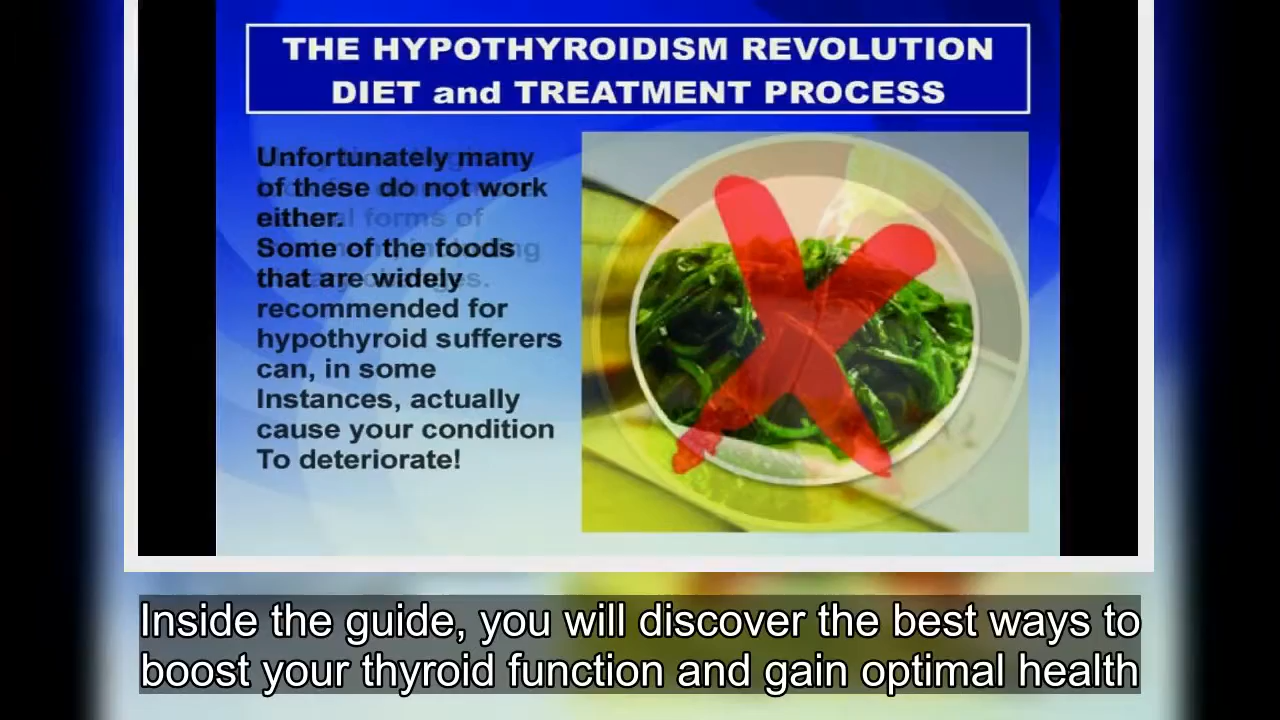 THE HYPOTHYROIDISM REVOLUTION
DIET and TREATMENT PROCESS
Unfortunately many
of these do not work
either.
forms of
Some of the foods
that are widely
recommended for
hypothyroid sufferers
can, in some
Instances, actually
cause your condition
To deteriorate!
Inside the guide, you will discover the best ways to
boost your thyroid function and gain optimal health